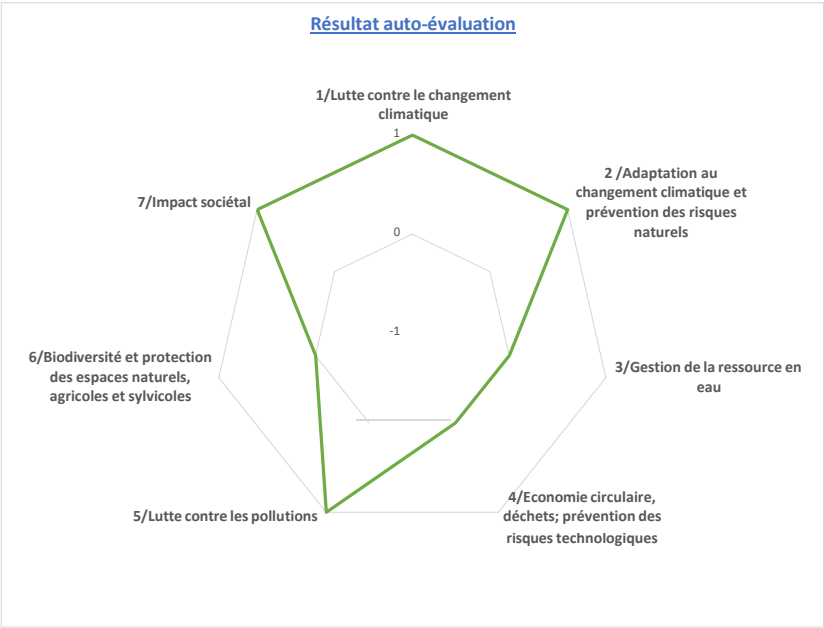 Résultat auto-évaluation
1/Lutte contre le changement
climatique
1
2 /Adaptation au
changement climatique et
prévention des risques
naturels
7/Impact sociétal
0
-1
6/Biodiversité et protection
des espaces naturels,
agricoles et sylvicoles
3/Gestion de la ressource en
eau
4/Economie circulaire,
déchets; prévention des
risques technologiques
5/Lutte contre les pollutions